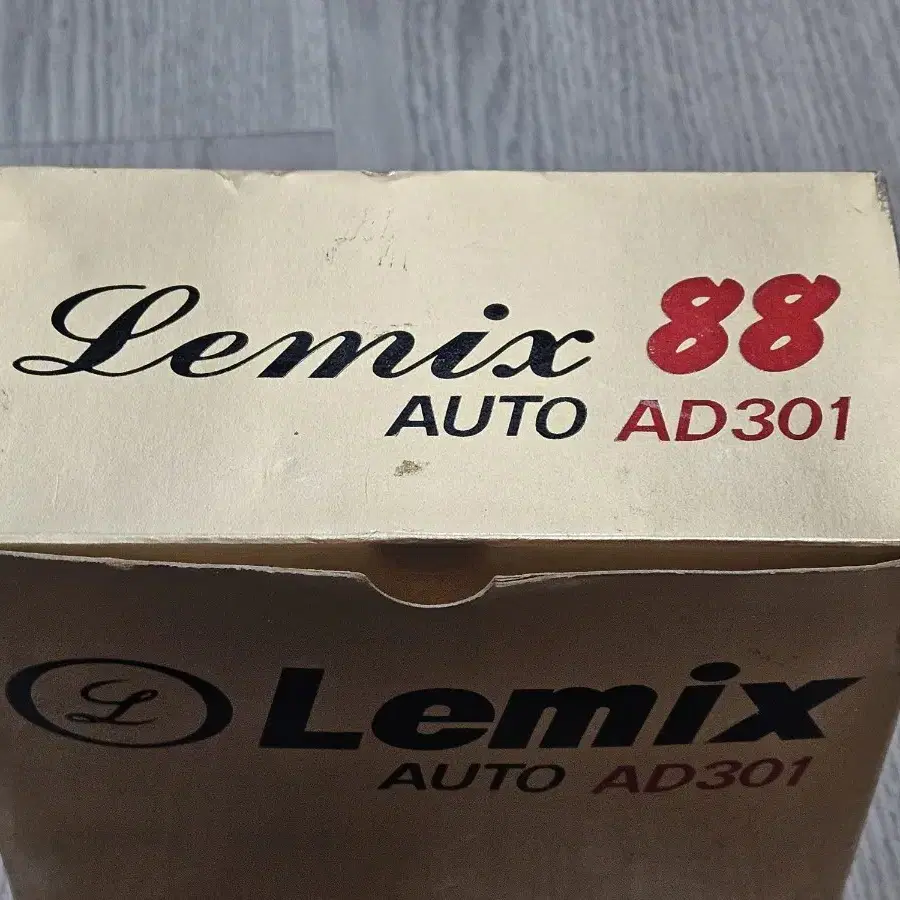 Lemix 88
AUTO AD301
L Lemix
AUTO AD301